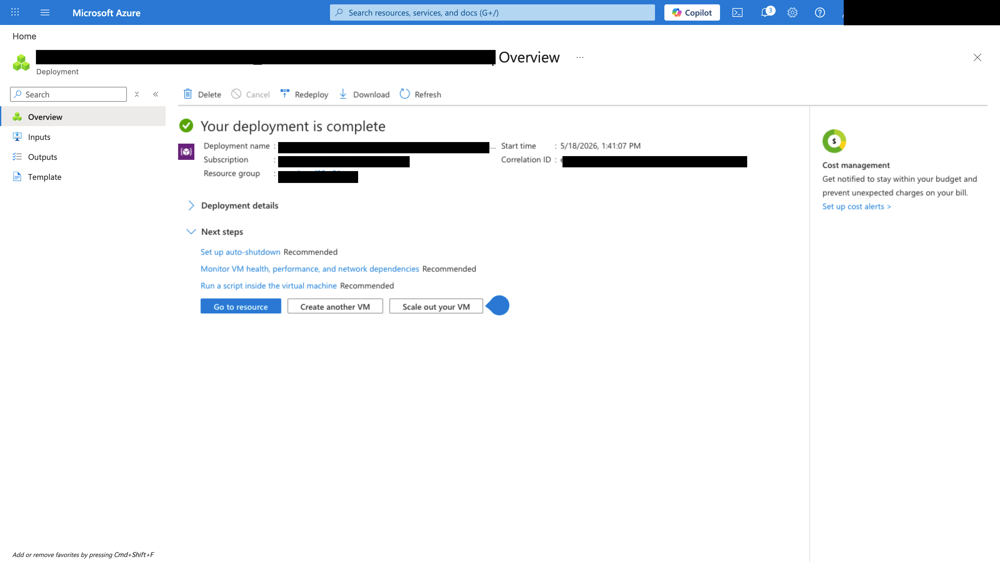 Microsoft Azure
Search resources, services, and docs (G+/)
Copilot
3
Home
Overview
...
Deployment
Search
Delete
Cancel
Redeploy
Download
Refresh
Overview
Inputs
Outputs
Template
Your deployment is complete
Deployment name : ...
Subscription :
Resource group :
Start time : 5/18/2026, 1:41:07 PM
Correlation ID :
Deployment details
Next steps
Set up auto-shutdown Recommended
Monitor VM health, performance, and network dependencies Recommended
Run a script inside the virtual machine Recommended
Go to resource
Create another VM
Scale out your VM
$
Cost management
Get notified to stay within your budget and
prevent unexpected charges on your bill.
Set up cost alerts >
Add or remove favorites by pressing Cmd+Shift+F